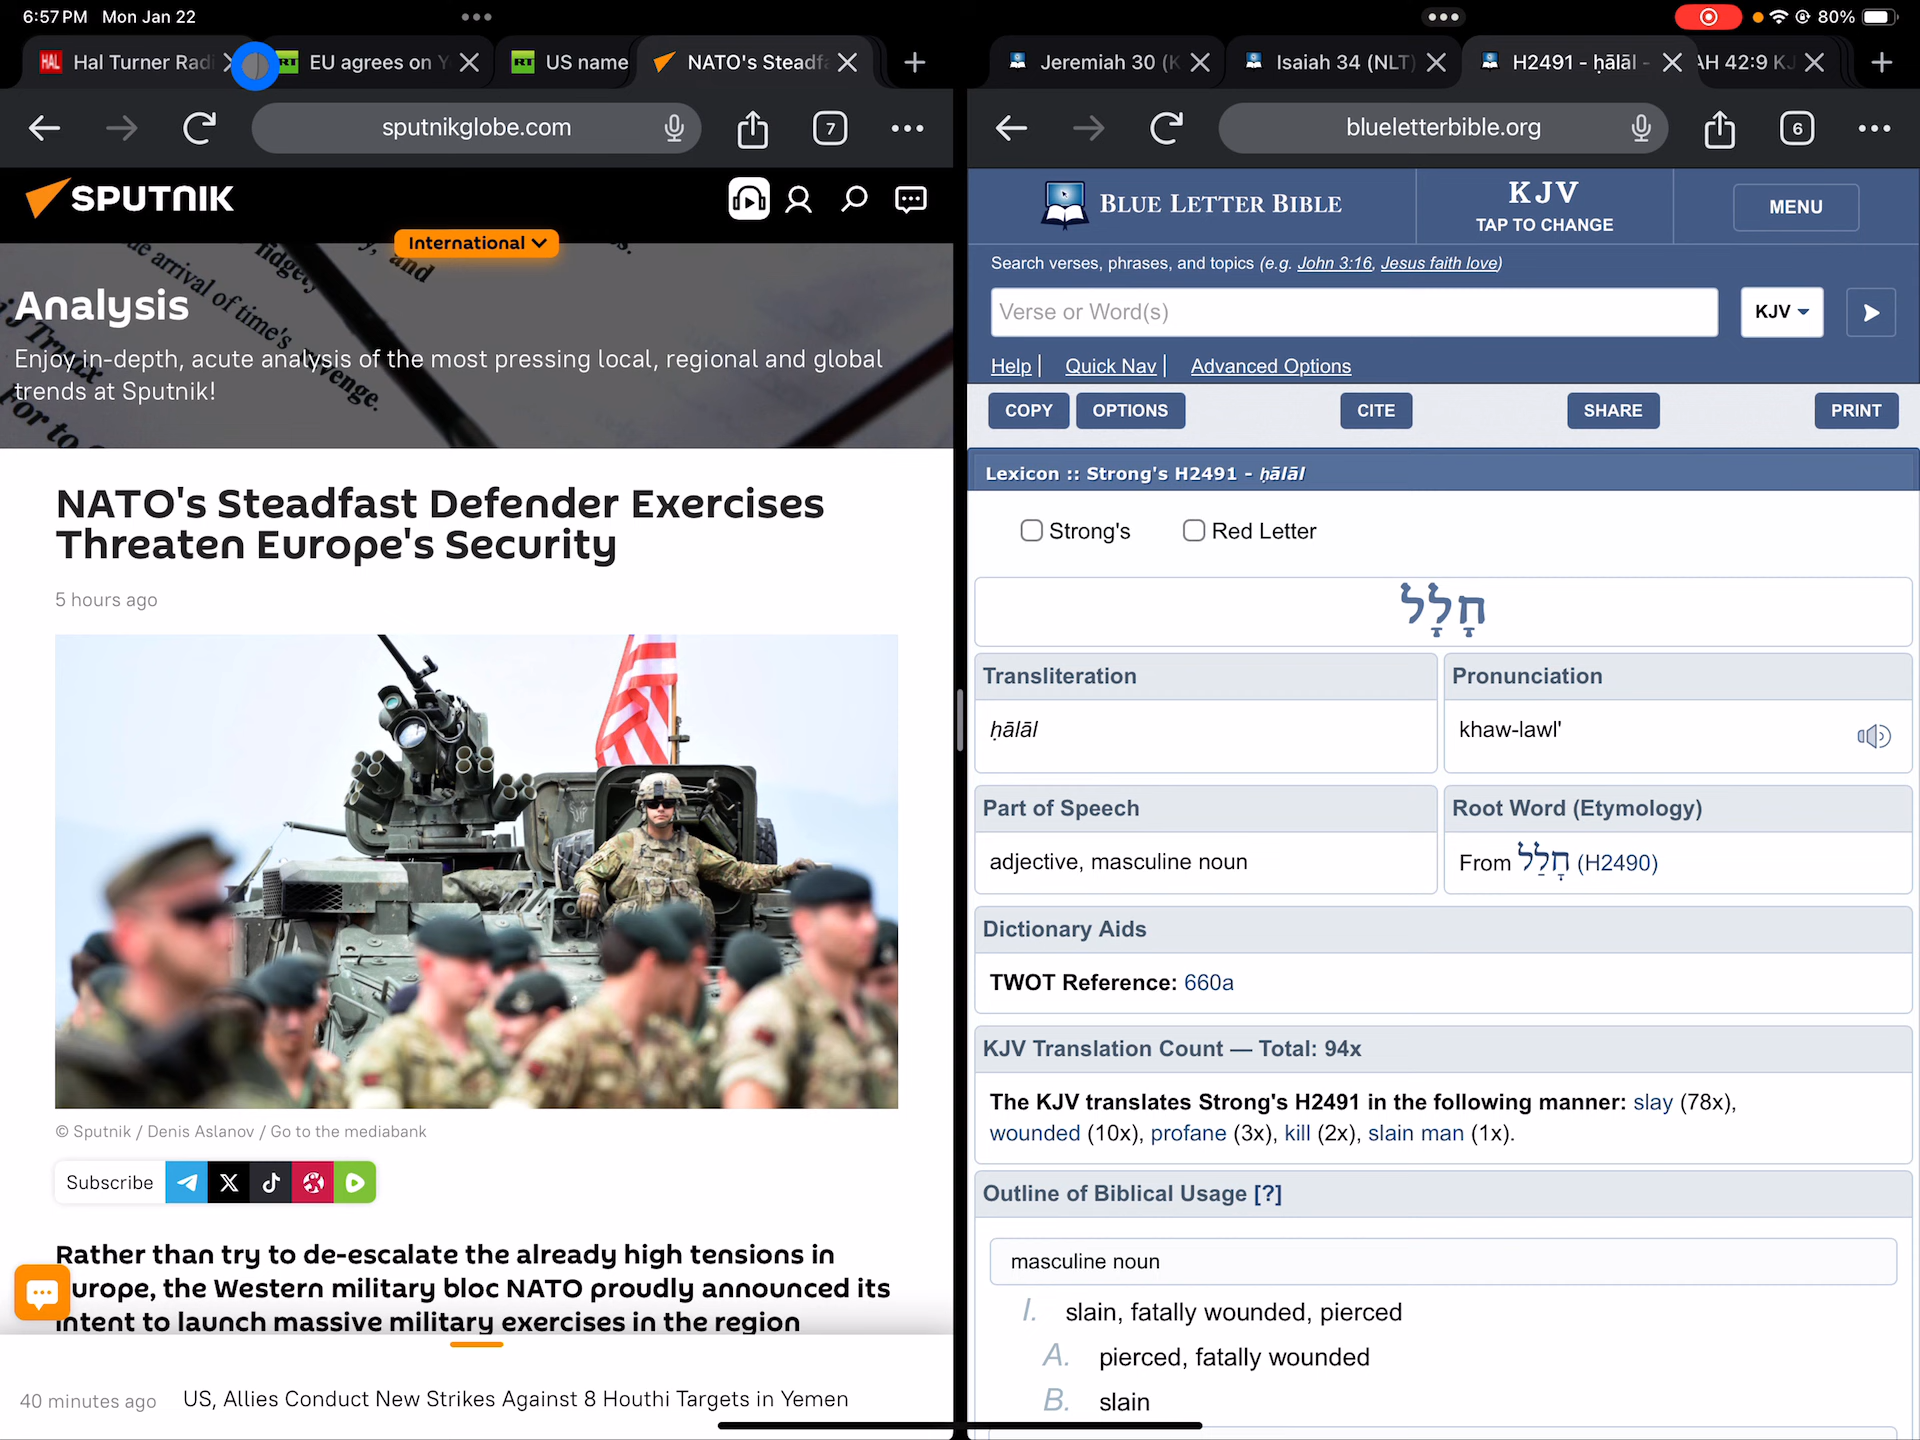 6:57 PM Mon Jan 22
80%
Hal Turner Radi
EU agrees on Y
US name
NATO's Steadfa
sputnikglobe.com
7
SPUTNIK
International
Analysis
Enjoy in-depth, acute analysis of the most pressing local, regional and global
trends at Sputnik!
NATO's Steadfast Defender Exercises
Threaten Europe's Security
5 hours ago
© Sputnik / Denis Aslanov / Go to the mediabank
Subscribe
Rather than try to de-escalate the already high tensions in
urope, the Western military bloc NATO proudly announced its
intent to launch massive military exercises in the region
40 minutes ago US, Allies Conduct New Strikes Against 8 Houthi Targets in Yemen
Jeremiah 30 (K
Isaiah 34 (NLT)
H2491 - ḥālāl -
AH 42:9 KJ
blueletterbible.org
6
BLUE LETTER BIBLE
KJV
TAP TO CHANGE
MENU
Search verses, phrases, and topics (e.g. John 3:16, Jesus faith love)
Verse or Word(s)
KJV
Help | Quick Nav | Advanced Options
COPY OPTIONS CITE SHARE PRINT
Lexicon :: Strong's H2491 - ḥālāl
Strong's Red Letter
חָלָל
Transliteration
ḥālāl
Pronunciation
khaw-lawl'
Part of Speech
adjective, masculine noun
Root Word (Etymology)
From חָלַל (H2490)
Dictionary Aids
TWOT Reference: 660a
KJV Translation Count — Total: 94x
The KJV translates Strong's H2491 in the following manner: slay (78x),
wounded (10x), profane (3x), kill (2x), slain man (1x).
Outline of Biblical Usage [?]
masculine noun
I. slain, fatally wounded, pierced
A. pierced, fatally wounded
B. slain